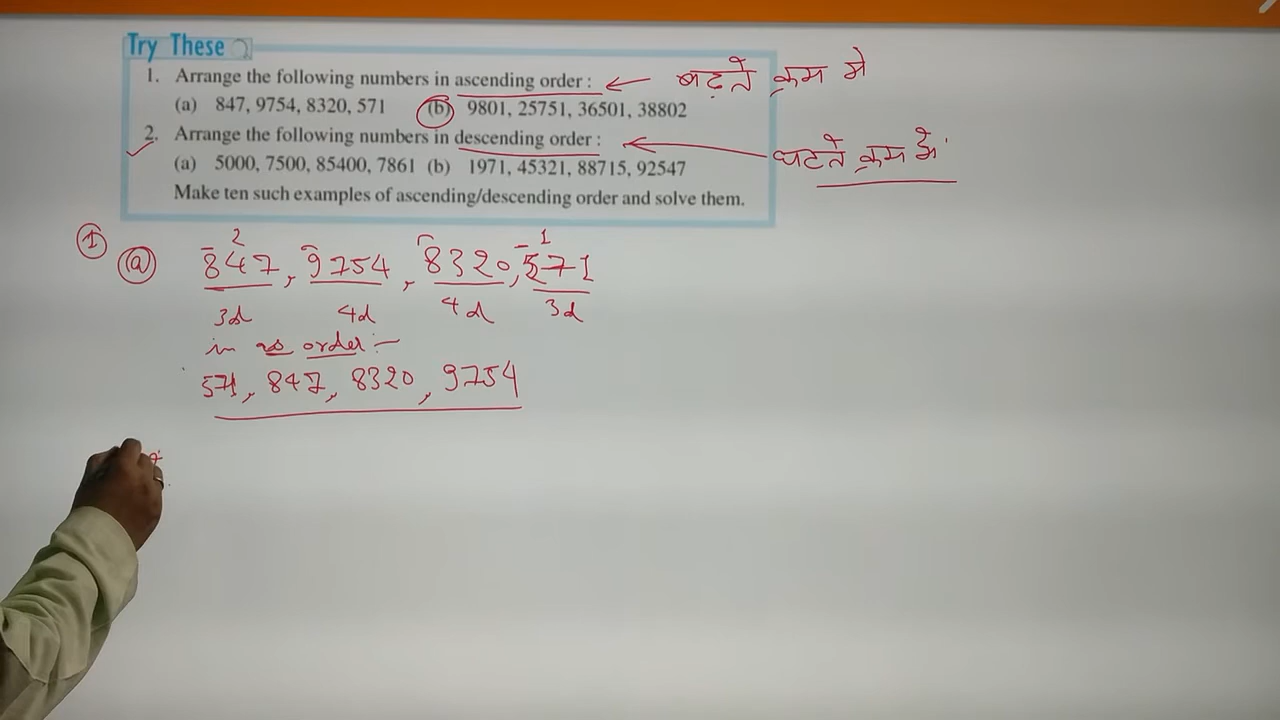 Try These
1. Arrange the following numbers in ascending order :
बढ़ते क्रम मे
(a) 847, 9754, 8320, 571 (b) 9801, 25751, 36501, 38802
2. Arrange the following numbers in descending order :
घटते क्रम में
(a) 5000, 7500, 85400, 7861 (b) 1971, 45321, 88715, 92547
Make ten such examples of ascending/descending order and solve them.
1
2 1
(a) 847, 9754, 8320, 571
3d 4d 4d 3d
in as order :-
571, 847, 8320, 9754